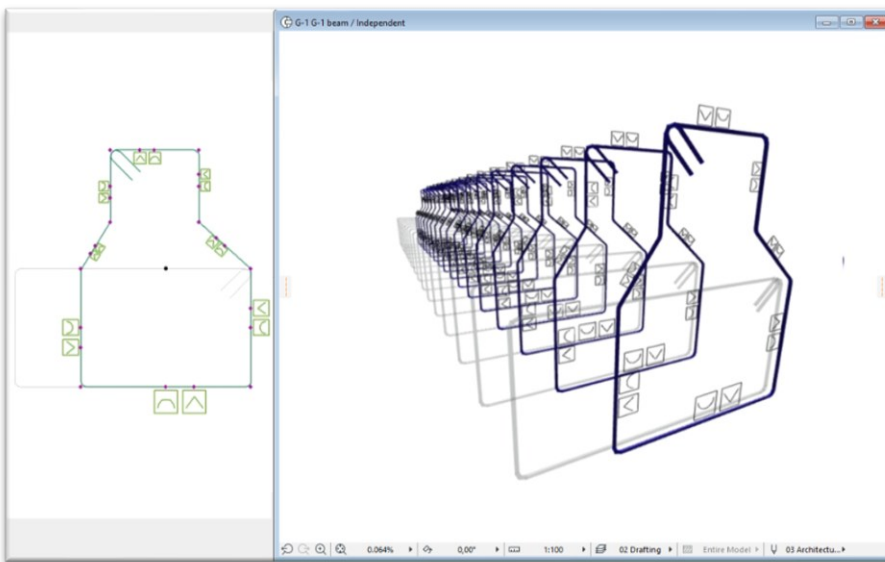 G-1 G-1 beam / Independent
0.064% 0,00° 1:100 02 Drafting Entire Model 03 Architectu...